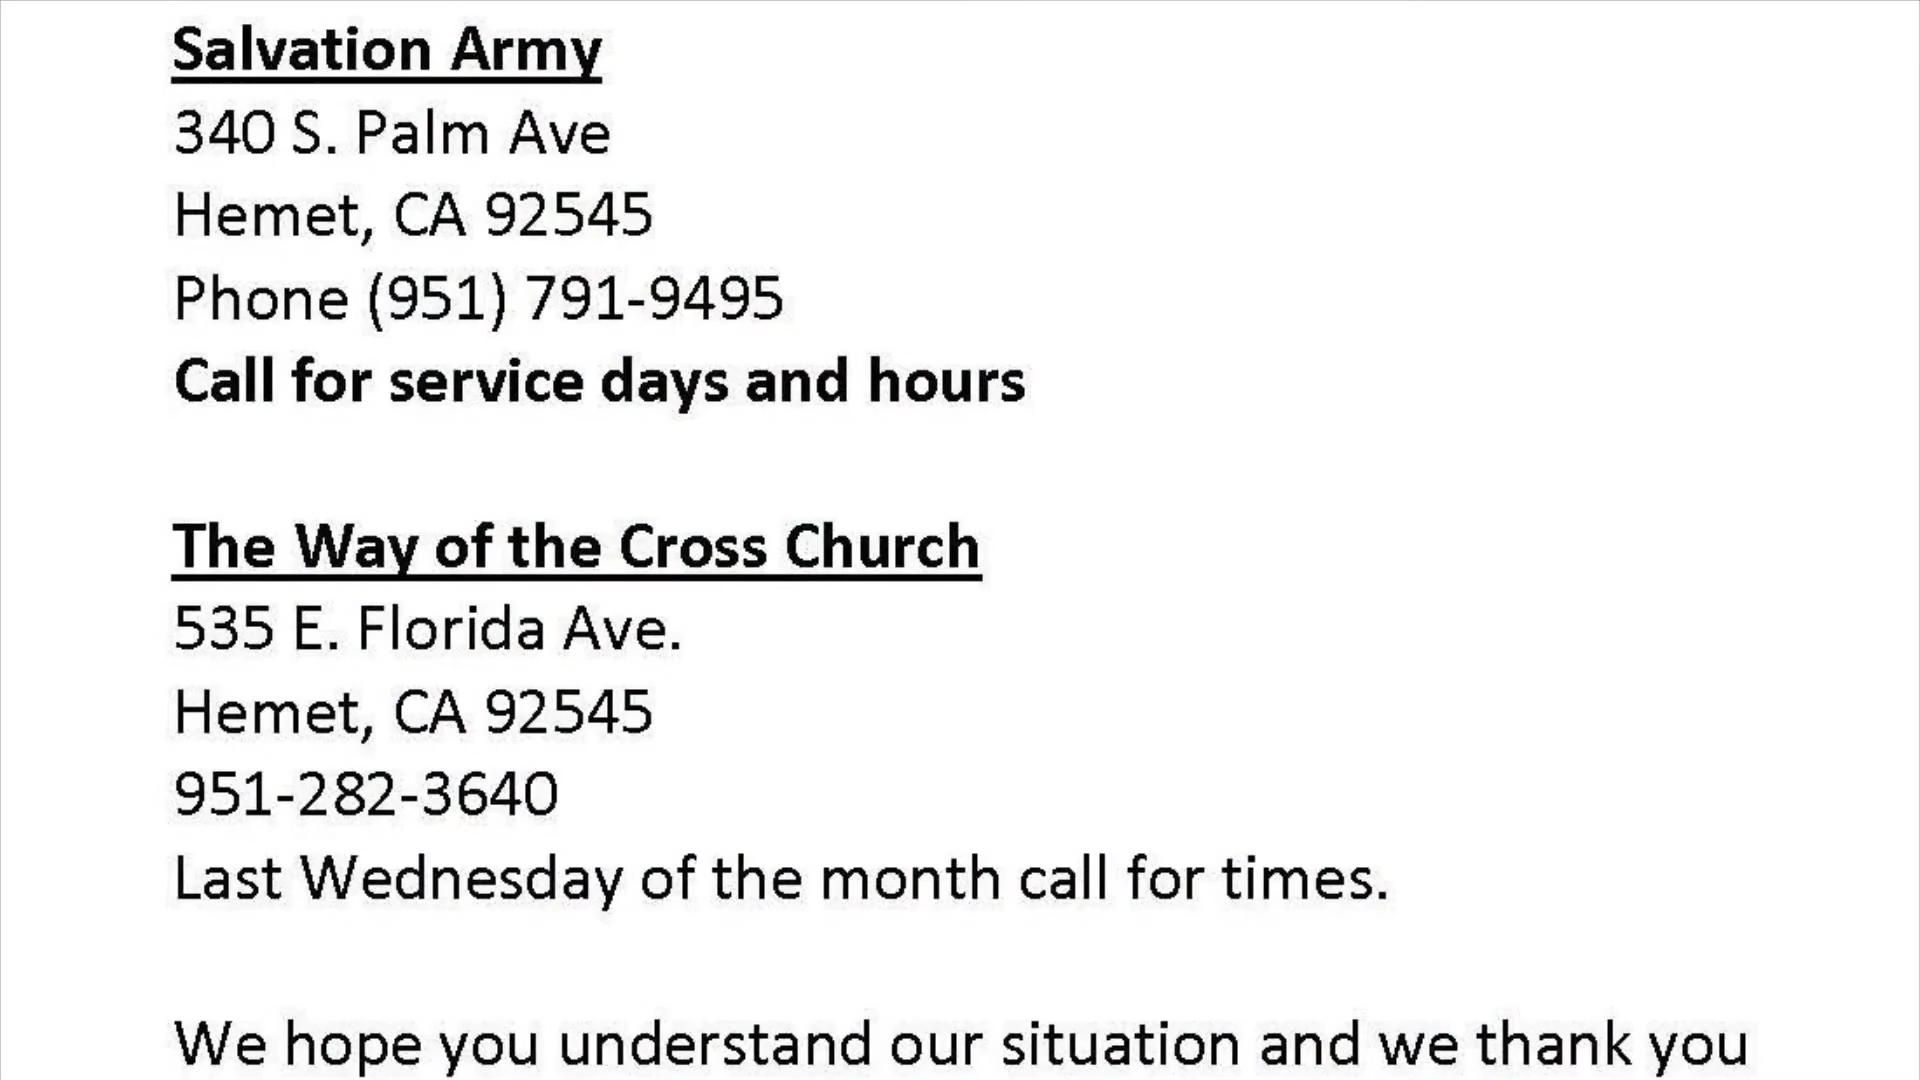 Salvation Army
340 S. Palm Ave
Hemet, CA 92545
Phone (951) 791-9495
Call for service days and hours
The Way of the Cross Church
535 E. Florida Ave.
Hemet, CA 92545
951-282-3640
Last Wednesday of the month call for times.
We hope you understand our situation and we thank you